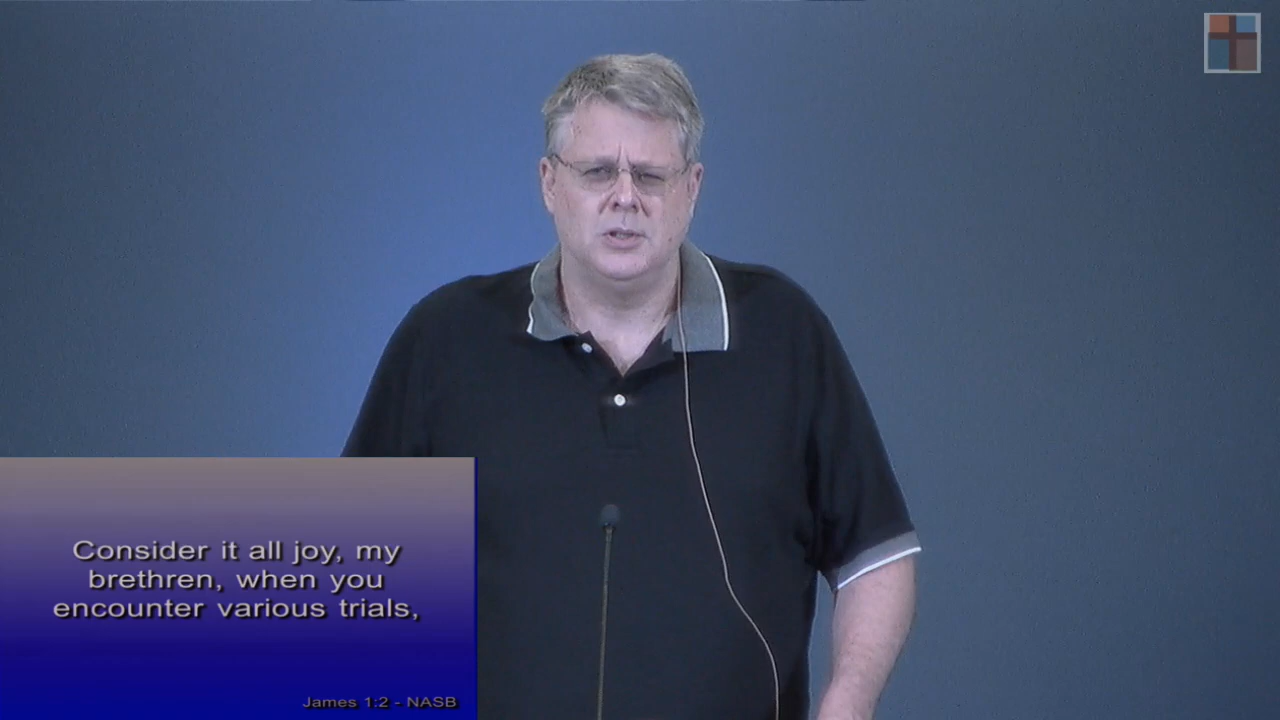 Consider it all joy, my
brethren, when you
encounter various trials,
James 1:2 - NASB